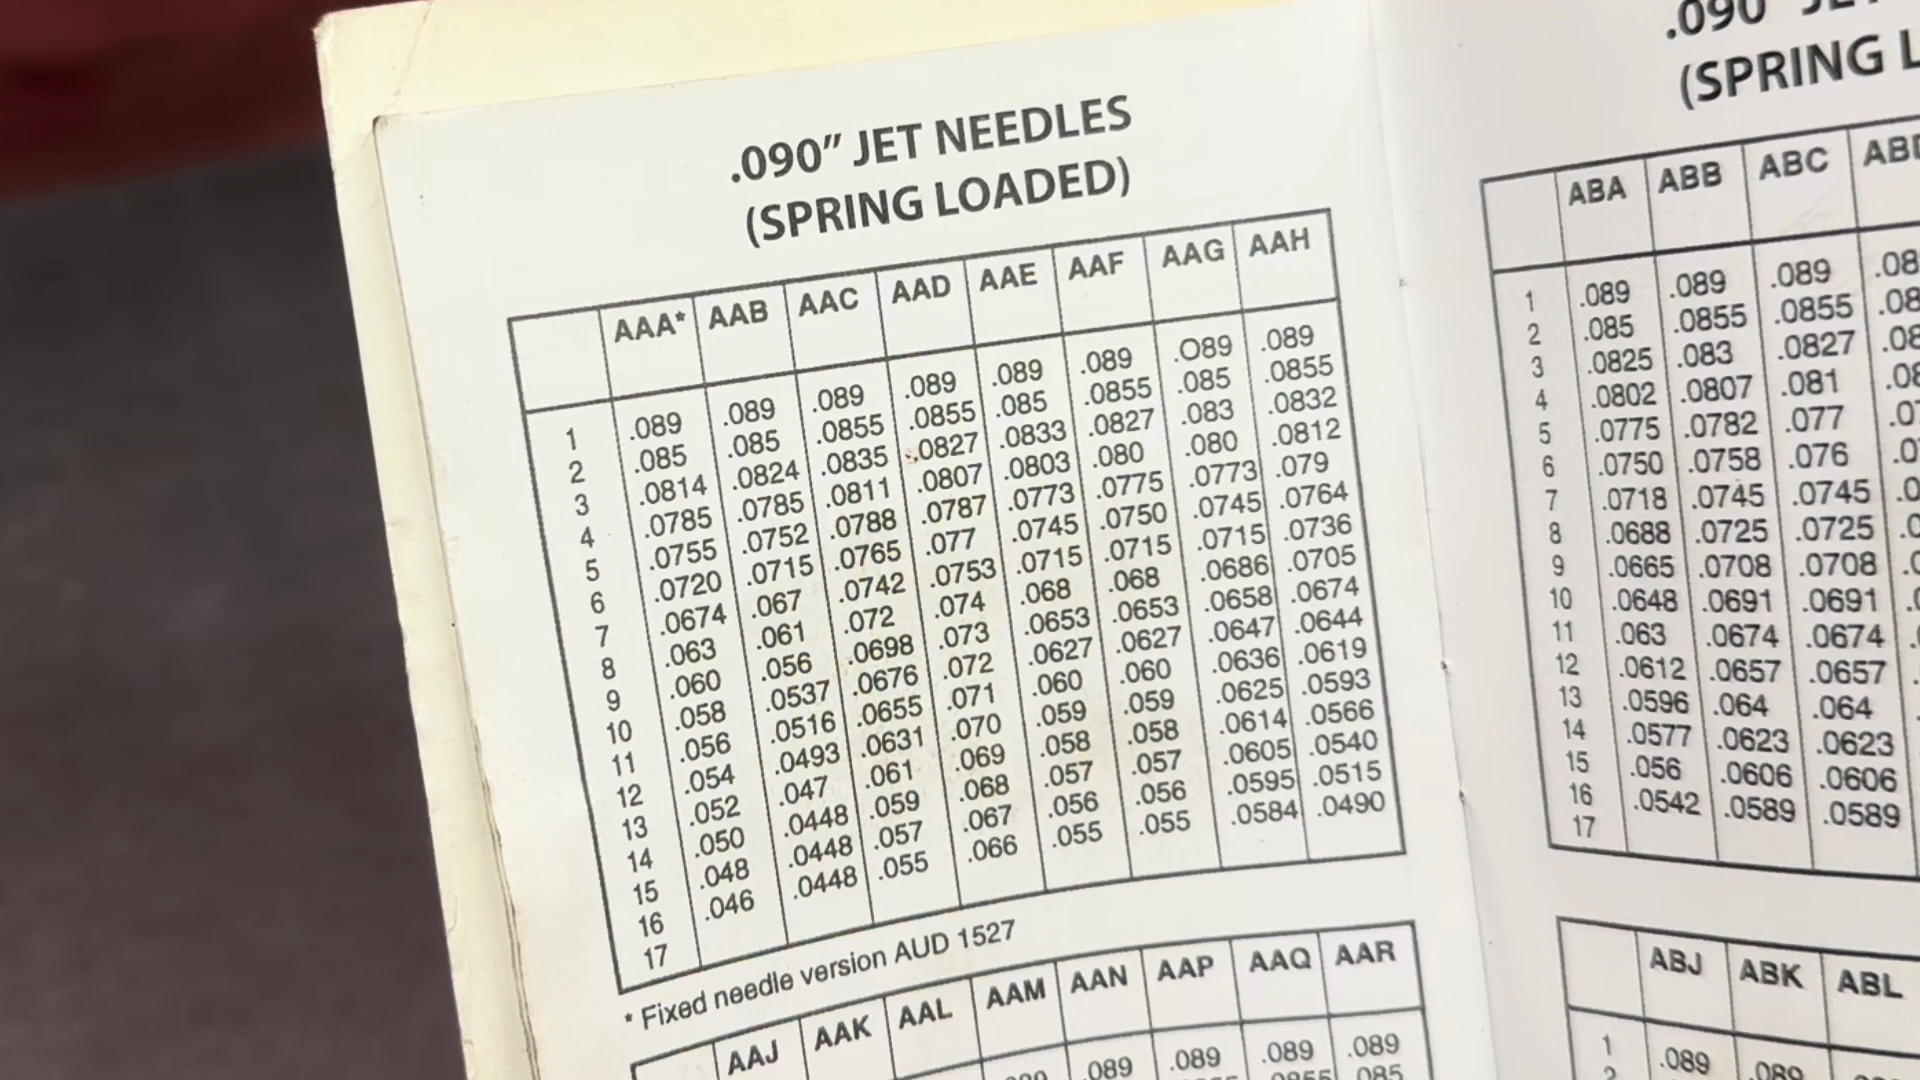 .090” JET NEEDLES
(SPRING LOADED)
AAA* AAB AAC AAD AAE AAF AAG AAH
1 .089 .089 .089 .089 .089 .089 .O89 .089
2 .085 .085 .0855 .0855 .085 .0855 .085 .0855
3 .0814 .0824 .0835 .0827 .0833 .0827 .083 .0832
4 .0785 .0785 .0811 .0807 .0803 .080 .080 .0812
5 .0755 .0752 .0788 .0787 .0773 .0775 .0773 .079
6 .0720 .0715 .0765 .077 .0745 .0750 .0745 .0764
7 .0674 .067 .0742 .0753 .0715 .0715 .0715 .0736
8 .063 .061 .072 .074 .068 .068 .0686 .0705
9 .060 .056 .0698 .073 .0653 .0653 .0658 .0674
10 .058 .0537 .0676 .072 .0627 .0627 .0647 .0644
11 .056 .0516 .0655 .071 .060 .060 .0636 .0619
12 .054 .0493 .0631 .070 .059 .059 .0625 .0593
13 .052 .047 .061 .069 .058 .058 .0614 .0566
14 .050 .0448 .059 .068 .057 .057 .0605 .0540
15 .048 .0448 .057 .067 .056 .056 .0595 .0515
16 .046 .0448 .055 .066 .055 .055 .0584 .0490
17
* Fixed needle version AUD 1527
AAJ AAK AAL AAM AAN AAP AAQ AAR
.089 .089 .089 .089
.085
.090”
(SPRING
ABA ABB ABC
1 .089 .089 .089
2 .085 .0855 .0855
3 .0825 .083 .0827
4 .0802 .0807 .081
5 .0775 .0782 .077
6 .0750 .0758 .076
7 .0718 .0745 .0745
8 .0688 .0725 .0725
9 .0665 .0708 .0708
10 .0648 .0691 .0691
11 .063 .0674 .0674
12 .0612 .0657 .0657
13 .0596 .064 .064
14 .0577 .0623 .0623
15 .056 .0606 .0606
16 .0542 .0589 .0589
17
ABJ ABK ABL
1 .089 .089